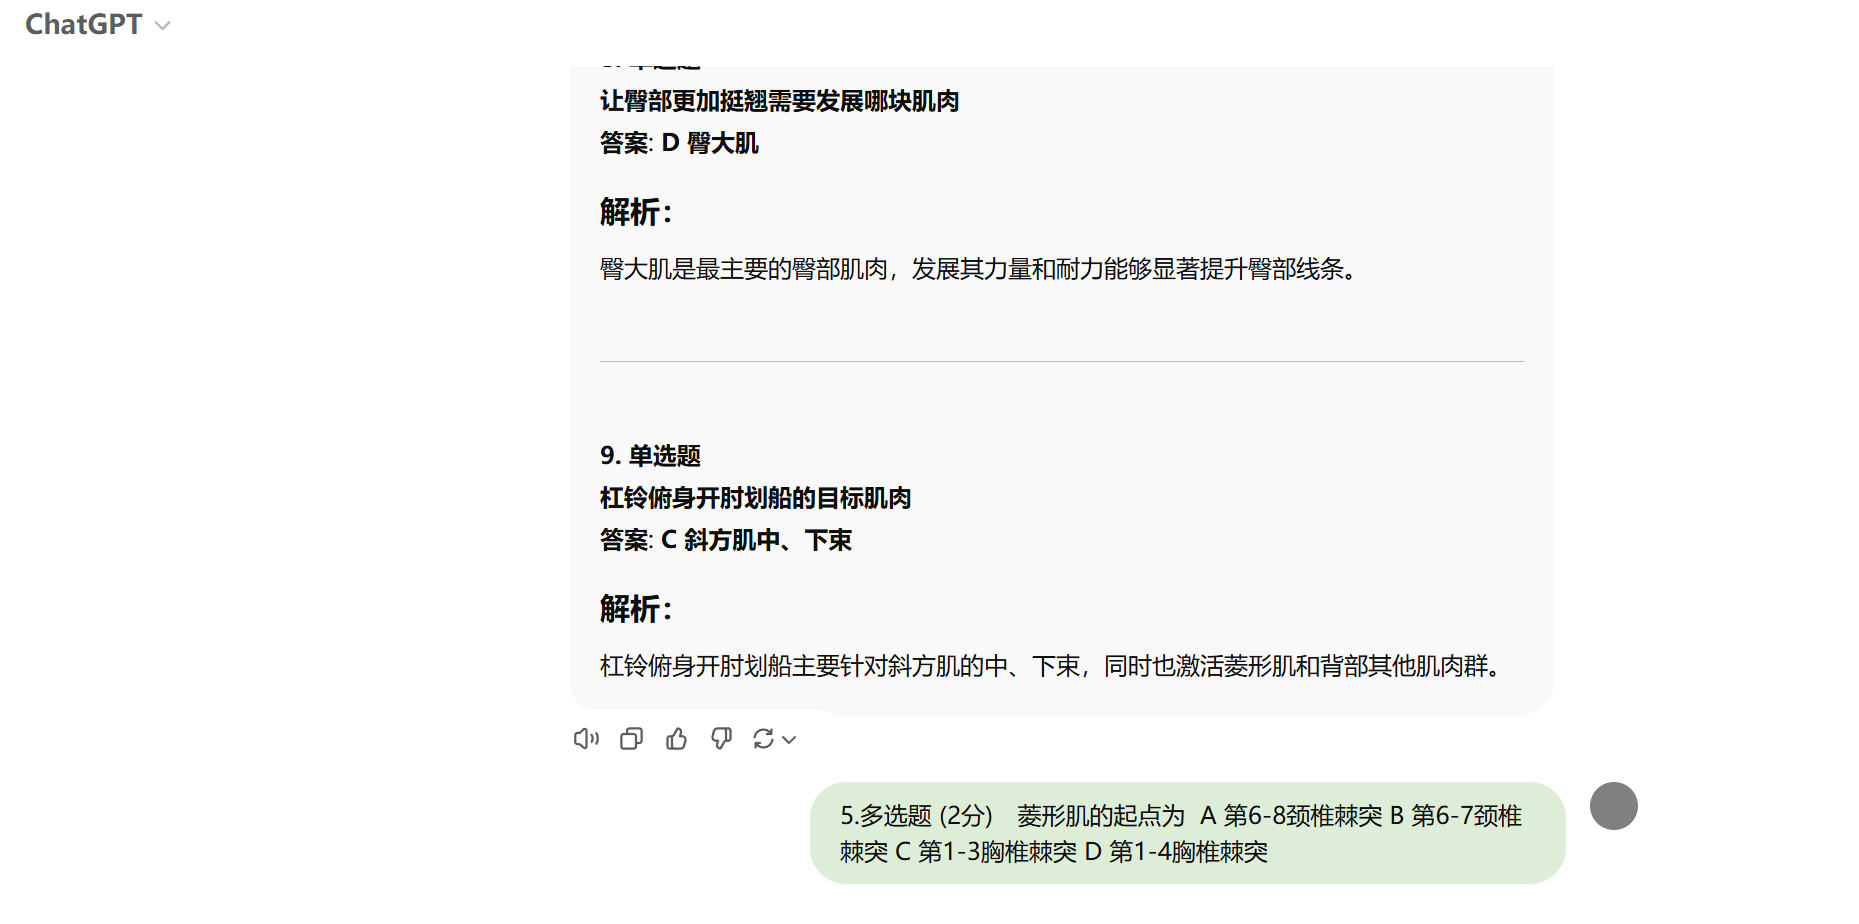 ChatGPT
让臀部更加挺翘需要发展哪块肌肉
答案: D 臀大肌
解析：
臀大肌是最主要的臀部肌肉，发展其力量和耐力能够显著提升臀部线条。
9. 单选题
杠铃俯身开肘划船的目标肌肉
答案: C 斜方肌中、下束
解析：
杠铃俯身开肘划船主要针对斜方肌的中、下束，同时也激活菱形肌和背部其他肌肉群。
5.多选题 (2分)   菱形肌的起点为  A 第6-8颈椎棘突 B 第6-7颈椎
棘突 C 第1-3胸椎棘突 D 第1-4胸椎棘突